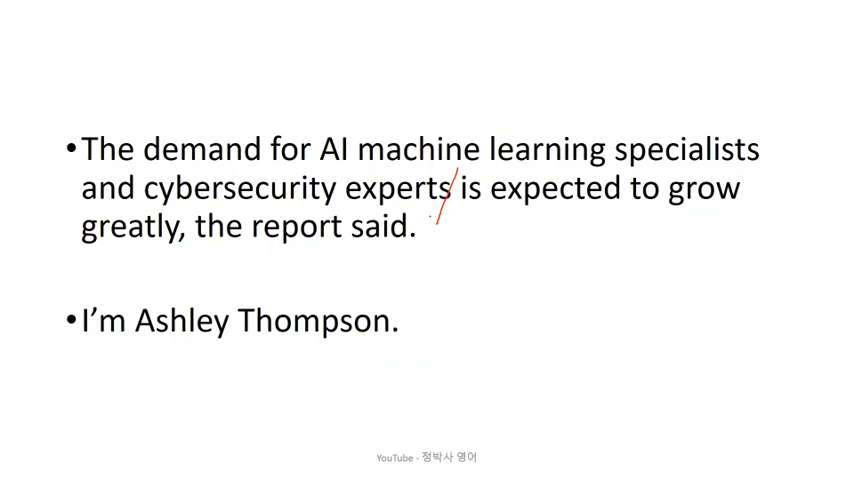 •The demand for AI machine learning specialists
and cybersecurity experts is expected to grow
greatly, the report said.
•I’m Ashley Thompson.
YouTube - 정박사 영어